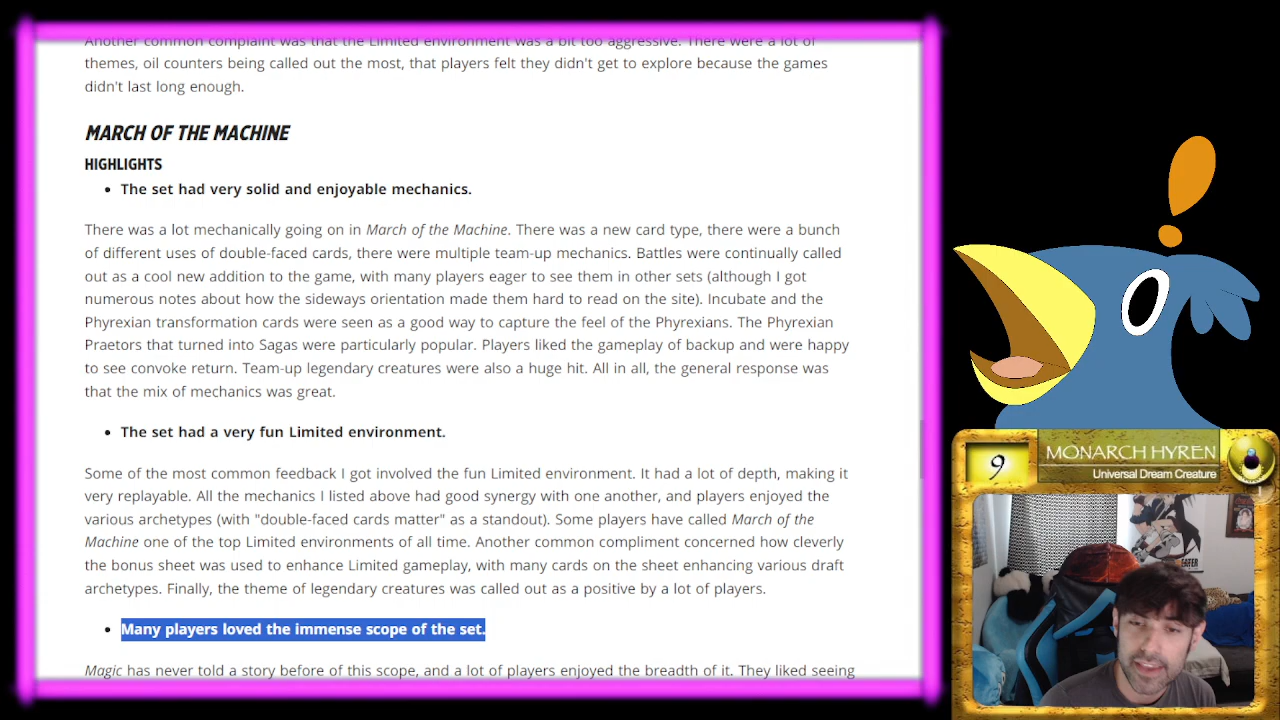 Another common complaint was that the Limited environment was a bit too aggressive. There were a lot of
themes, oil counters being called out the most, that players felt they didn't get to explore because the games
didn't last long enough.
MARCH OF THE MACHINE
HIGHLIGHTS
• The set had very solid and enjoyable mechanics.
There was a lot mechanically going on in March of the Machine. There was a new card type, there were a bunch
of different uses of double-faced cards, there were multiple team-up mechanics. Battles were continually called
out as a cool new addition to the game, with many players eager to see them in other sets (although I got
numerous notes about how the sideways orientation made them hard to read on the site). Incubate and the
Phyrexian transformation cards were seen as a good way to capture the feel of the Phyrexians. The Phyrexian
Praetors that turned into Sagas were particularly popular. Players liked the gameplay of backup and were happy
to see convoke return. Team-up legendary creatures were also a huge hit. All in all, the general response was
that the mix of mechanics was great.
• The set had a very fun Limited environment.
Some of the most common feedback I got involved the fun Limited environment. It had a lot of depth, making it
very replayable. All the mechanics I listed above had good synergy with one another, and players enjoyed the
various archetypes (with "double-faced cards matter" as a standout). Some players have called March of the
Machine one of the top Limited environments of all time. Another common compliment concerned how cleverly
the bonus sheet was used to enhance Limited gameplay, with many cards on the sheet enhancing various draft
archetypes. Finally, the theme of legendary creatures was called out as a positive by a lot of players.
• Many players loved the immense scope of the set.
Magic has never told a story before of this scope, and a lot of players enjoyed the breadth of it. They liked seeing
9
MONARCH HYREN
Universal Dream Creature